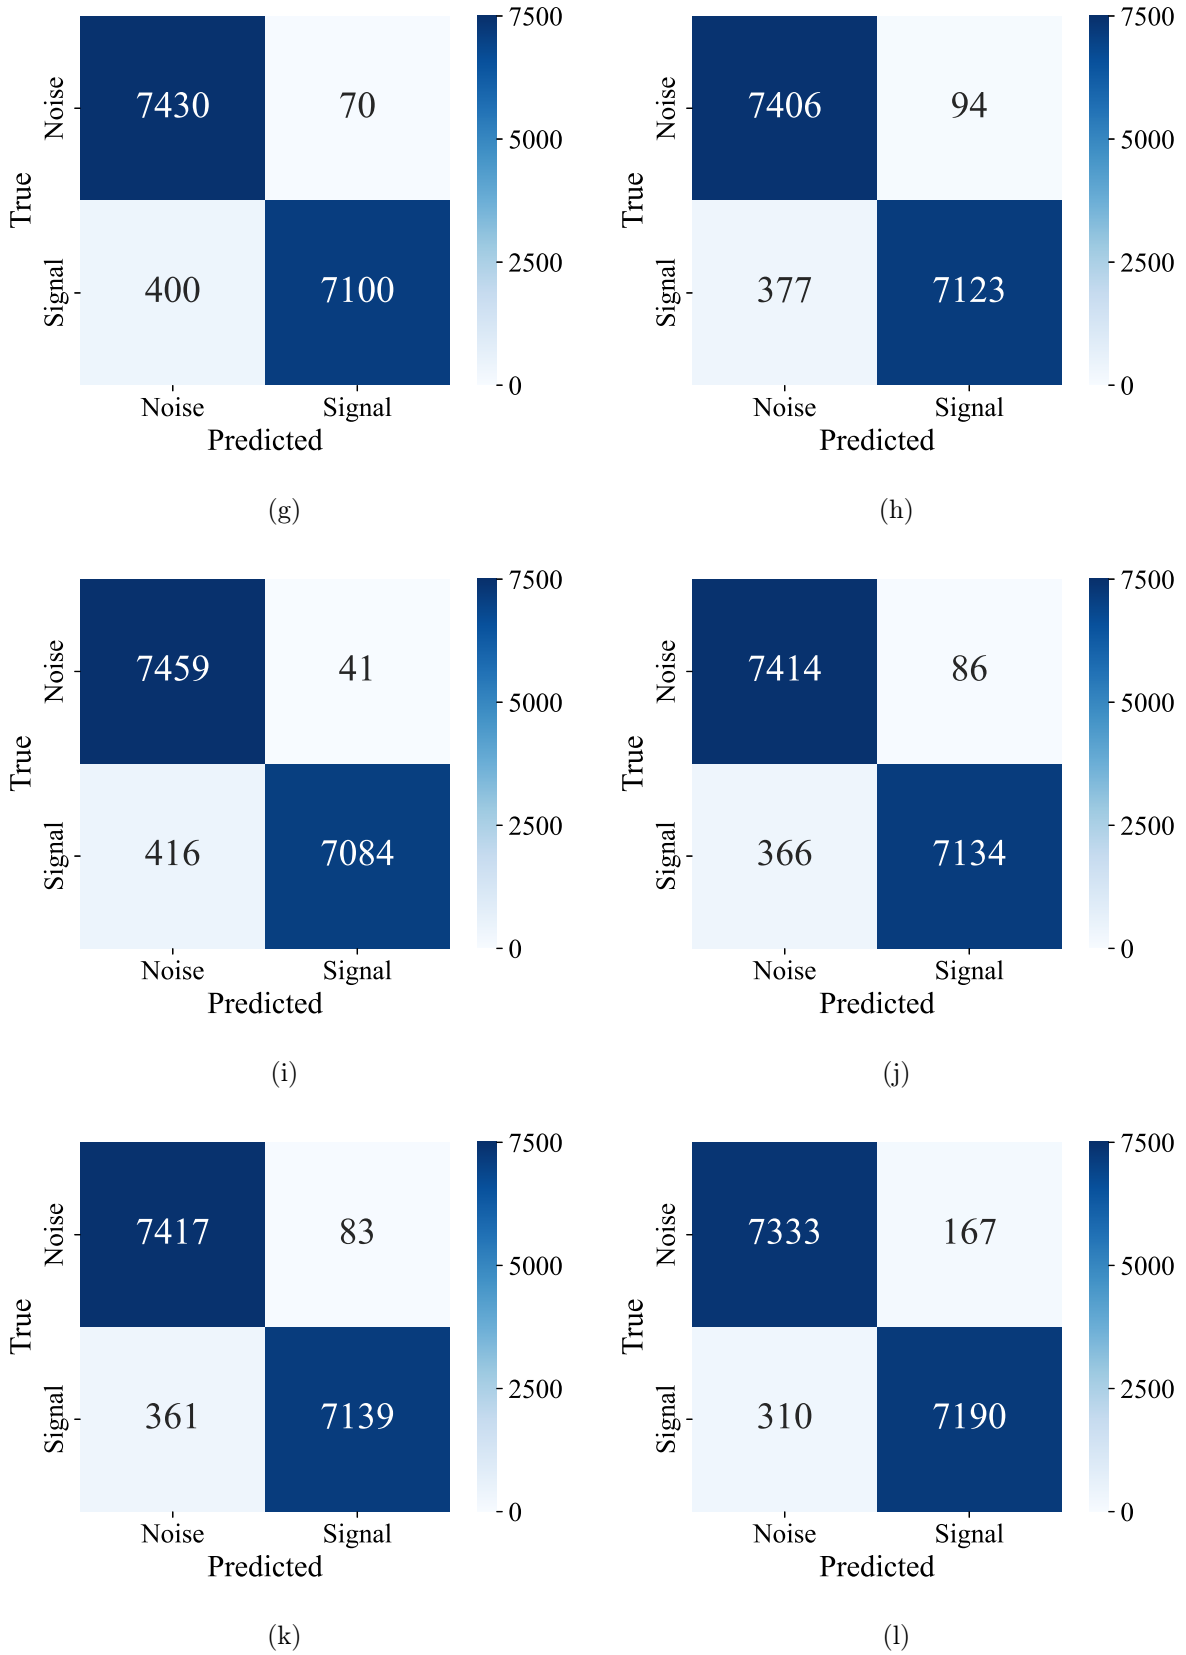 7430 70
400 7100
Noise
Signal
True
Noise Signal
Predicted
7500
5000
2500
0
(g)
7406 94
377 7123
Noise
Signal
True
Noise Signal
Predicted
7500
5000
2500
0
(h)
7459 41
416 7084
Noise
Signal
True
Noise Signal
Predicted
7500
5000
2500
0
(i)
7414 86
366 7134
Noise
Signal
True
Noise Signal
Predicted
7500
5000
2500
0
(j)
7417 83
361 7139
Noise
Signal
True
Noise Signal
Predicted
7500
5000
2500
0
(k)
7333 167
310 7190
Noise
Signal
True
Noise Signal
Predicted
7500
5000
2500
0
(l)